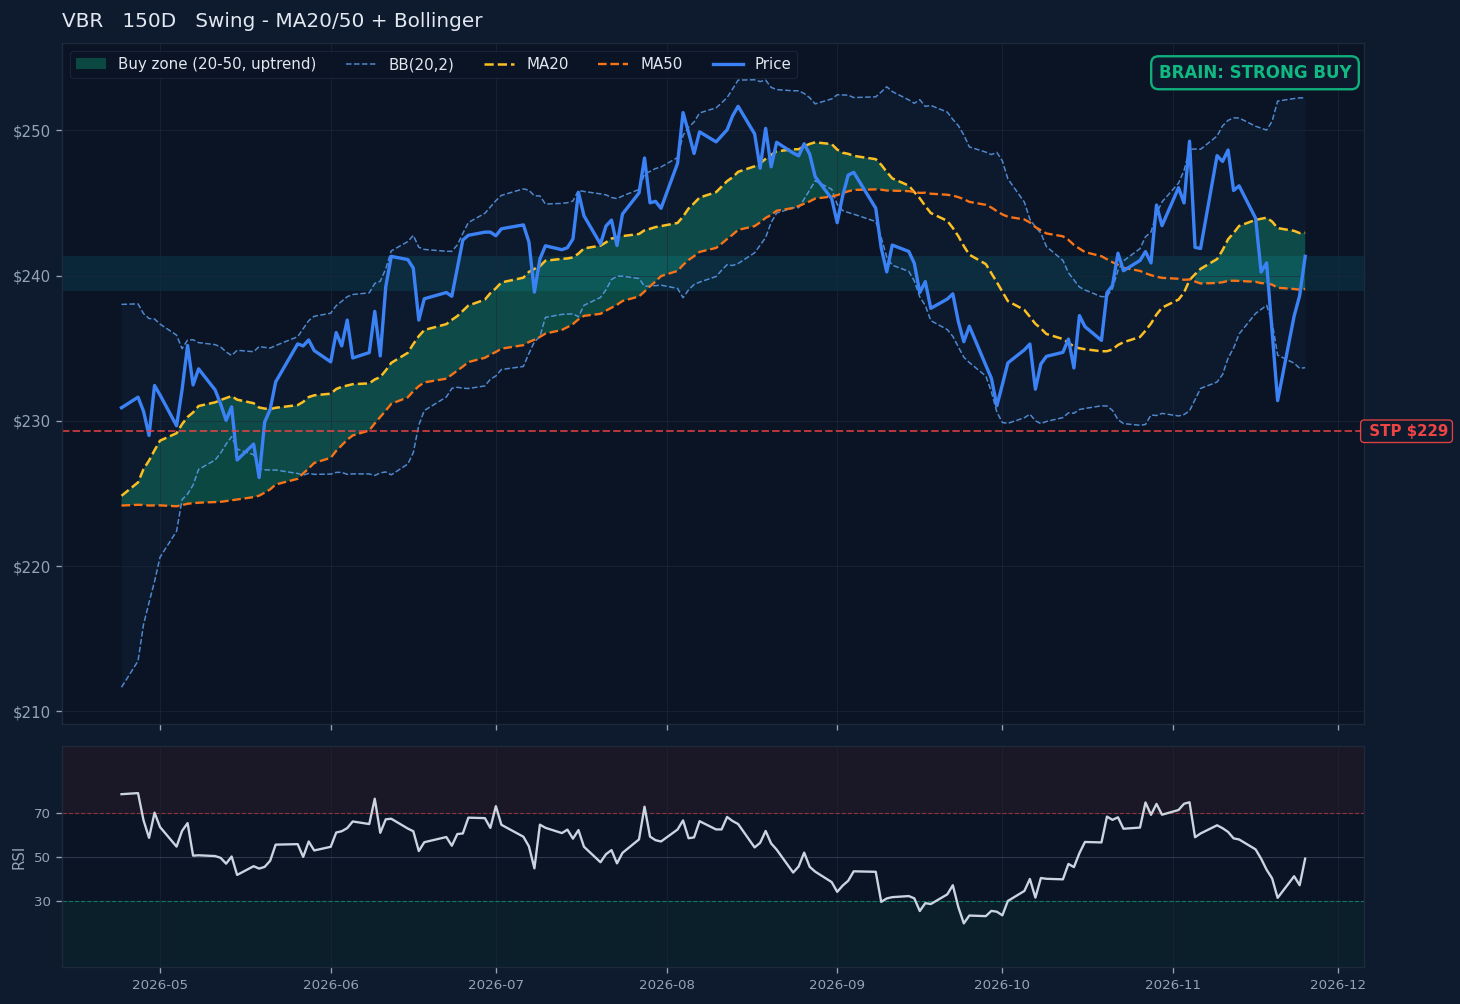 VBR 150D Swing - MA20/50 + Bollinger
Buy zone (20-50, uptrend) BB(20,2) MA20 MA50 Price
BRAIN: STRONG BUY
$250
$240
$230
$220
$210
STP $229
RSI
70
50
30
2026-05 2026-06 2026-07 2026-08 2026-09 2026-10 2026-11 2026-12